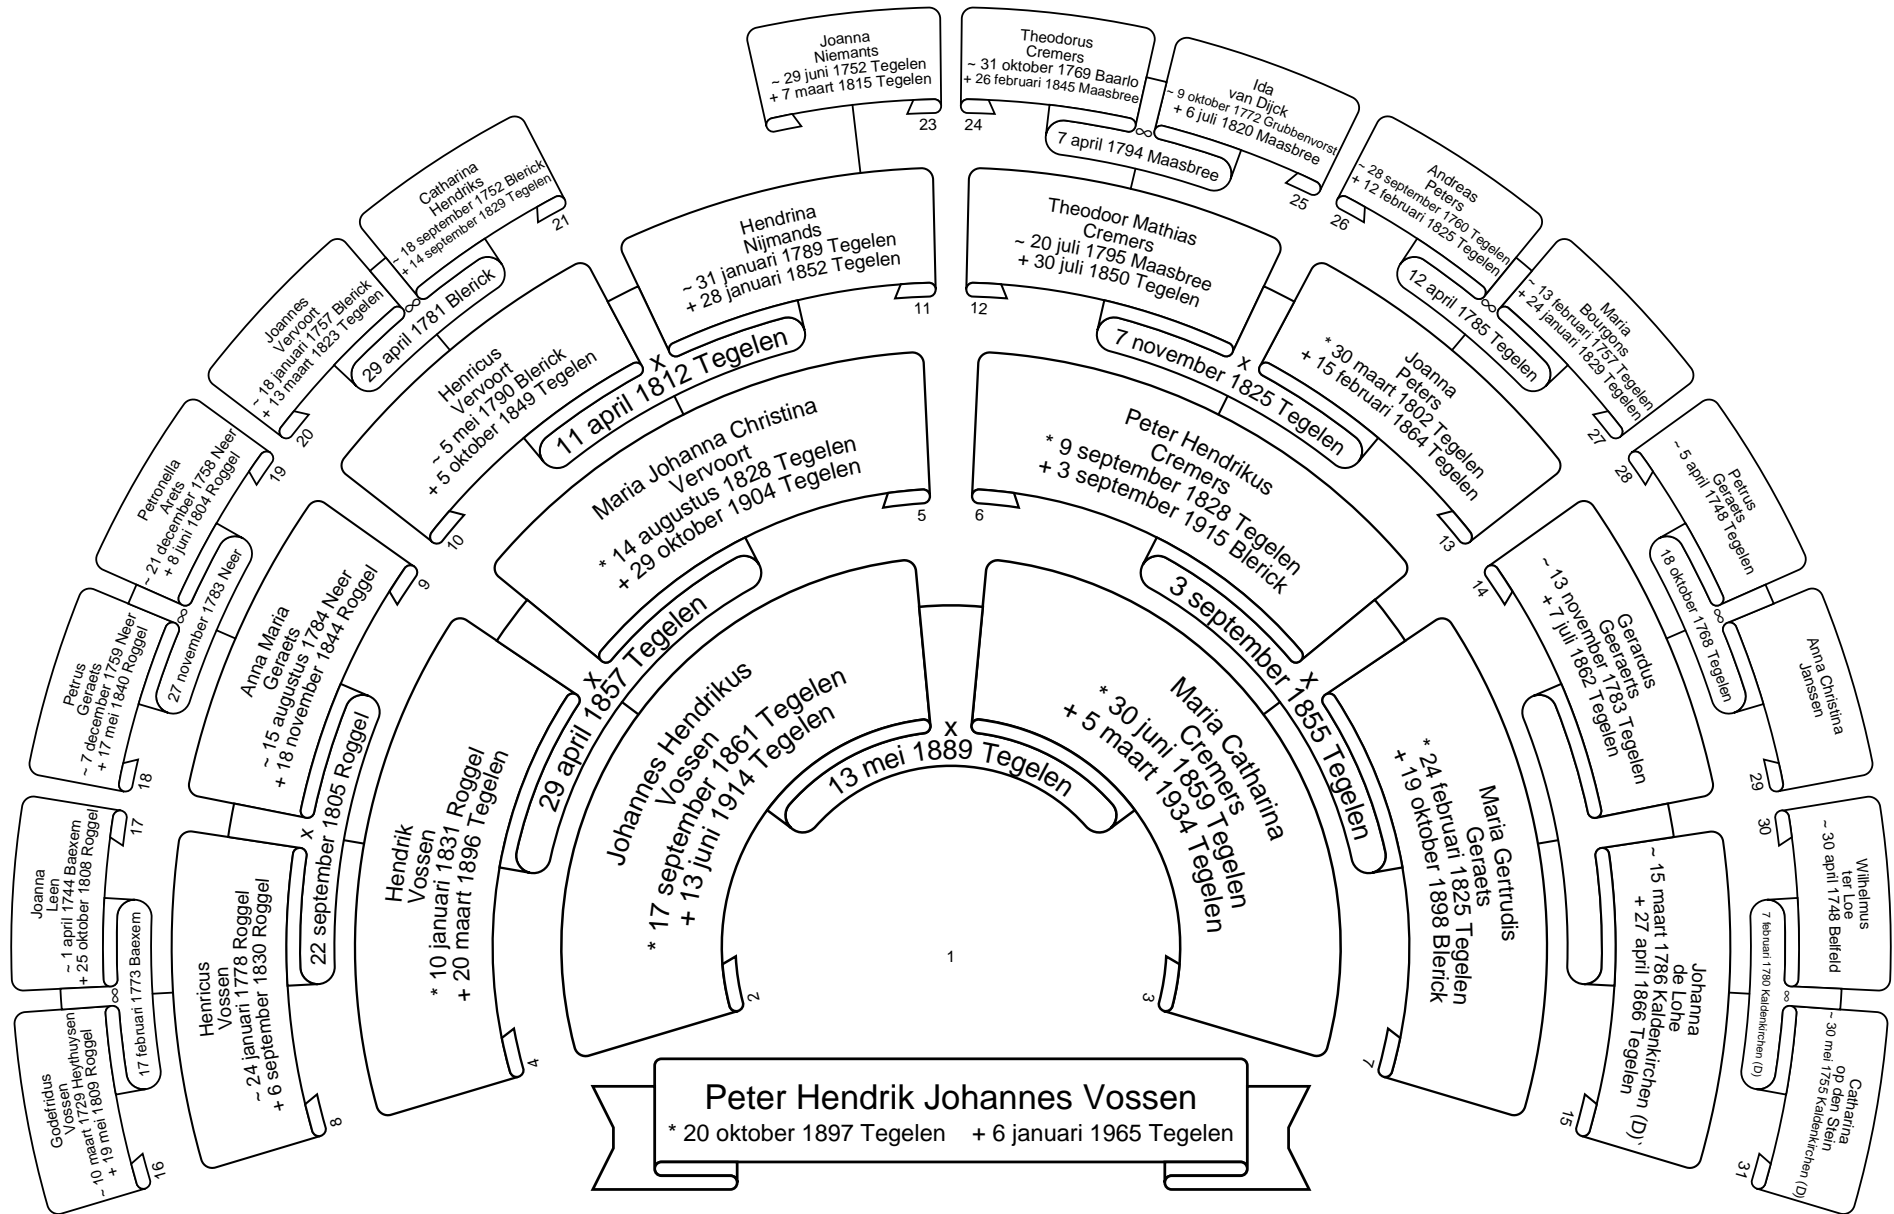 Peter Hendrik Johannes Vossen
* 20 oktober 1897 Tegelen + 6 januari 1965 Tegelen
1
Johannes Hendrikus
Vossen
* 17 september 1861 Tegelen
+ 13 juni 1914 Tegelen
2
x
13 mei 1889 Tegelen
Maria Catharina
Cremers
* 30 juni 1859 Tegelen
+ 5 maart 1934 Tegelen
3
Hendrik
Vossen
* 10 januari 1831 Roggel
+ 20 maart 1896 Tegelen
4
x
29 april 1857 Tegelen
Maria Johanna Christina
Vervoort
* 14 augustus 1828 Tegelen
+ 29 oktober 1904 Tegelen
5
Peter Hendrikus
Cremers
* 9 september 1828 Tegelen
+ 3 september 1915 Blerick
6
x
3 september 1855 Tegelen
Maria Gertrudis
Geraets
* 24 februari 1825 Tegelen
+ 19 oktober 1898 Blerick
7
Henricus
Vossen
~ 24 januari 1778 Roggel
+ 6 september 1830 Roggel
8
x
22 september 1805 Roggel
Anna Maria
Geraets
~ 15 augustus 1784 Neer
+ 18 november 1844 Roggel
9
Henricus
Vervoort
~ 5 mei 1790 Blerick
+ 5 oktober 1849 Tegelen
10
x
11 april 1812 Tegelen
Hendrina
Nijmands
~ 31 januari 1789 Tegelen
+ 28 januari 1852 Tegelen
11
Theodoor Mathias
Cremers
~ 20 juli 1795 Maasbree
+ 30 juli 1850 Tegelen
12
x
7 november 1825 Tegelen
Joanna
Peters
* 30 maart 1802 Tegelen
+ 15 februari 1864 Tegelen
13
Gerardus
Geeraerts
~ 13 november 1783 Tegelen
+ 7 juli 1862 Tegelen
14
Johanna
de Lohe
~ 15 maart 1786 Kaldenkirchen (D)`
+ 27 april 1866 Tegelen
15
Godefridius
Vossen
~ 10 maart 1729 Heythuysen
+ 19 mei 1809 Roggel
16
∞
17 februari 1773 Baexem
Joanna
Leen
~ 1 april 1744 Baexem
+ 25 oktober 1808 Roggel
17
Petrus
Geraets
~ 7 december 1759 Neer
+ 17 mei 1840 Roggel
18
∞
27 november 1783 Neer
Petronella
Arets
~ 21 december 1758 Neer
+ 8 juni 1804 Roggel
19
Joannes
Vervoort
~ 18 januari 1757 Blerick
+ 13 maart 1823 Tegelen
20
∞
29 april 1781 Blerick
Catharina
Hendriks
~ 18 september 1752 Blerick
+ 14 september 1829 Tegelen
21
Joanna
Niemants
~ 29 juni 1752 Tegelen
+ 7 maart 1815 Tegelen
23
Theodorus
Cremers
~ 31 oktober 1769 Baarlo
+ 26 februari 1845 Maasbree
24
∞
7 april 1794 Maasbree
Ida
van Dijck
~ 9 oktober 1772 Grubbenvorst
+ 6 juli 1820 Maasbree
25
Andreas
Peters
~ 28 september 1760 Tegelen
+ 12 februari 1825 Tegelen
26
∞
12 april 1785 Tegelen
Maria
Bourgons
~ 13 februari 1757 Tegelen
+ 24 januari 1829 Tegelen
27
Petrus
Geraets
~ 5 april 1748 Tegelen
28
∞
18 oktober 1768 Tegelen
Anna Christina
Janssen
29
Wilhelmus
ter Loe
~ 30 april 1748 Belfeld
30
∞
7 februari 1780 Kaldenkirchen (D)
Catharina
op den Stein
~ 30 mei 1755 Kaldenkirchen (D)
31